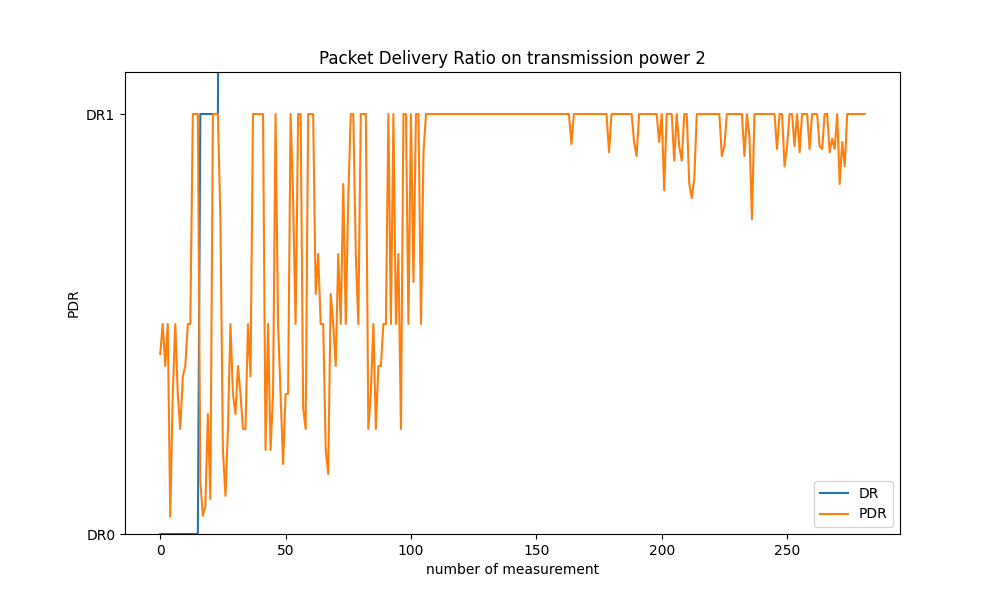 Packet Delivery Ratio on transmission power 2
DR1
PDR
DR0
0 50 100 150 200 250
number of measurement
DR
PDR